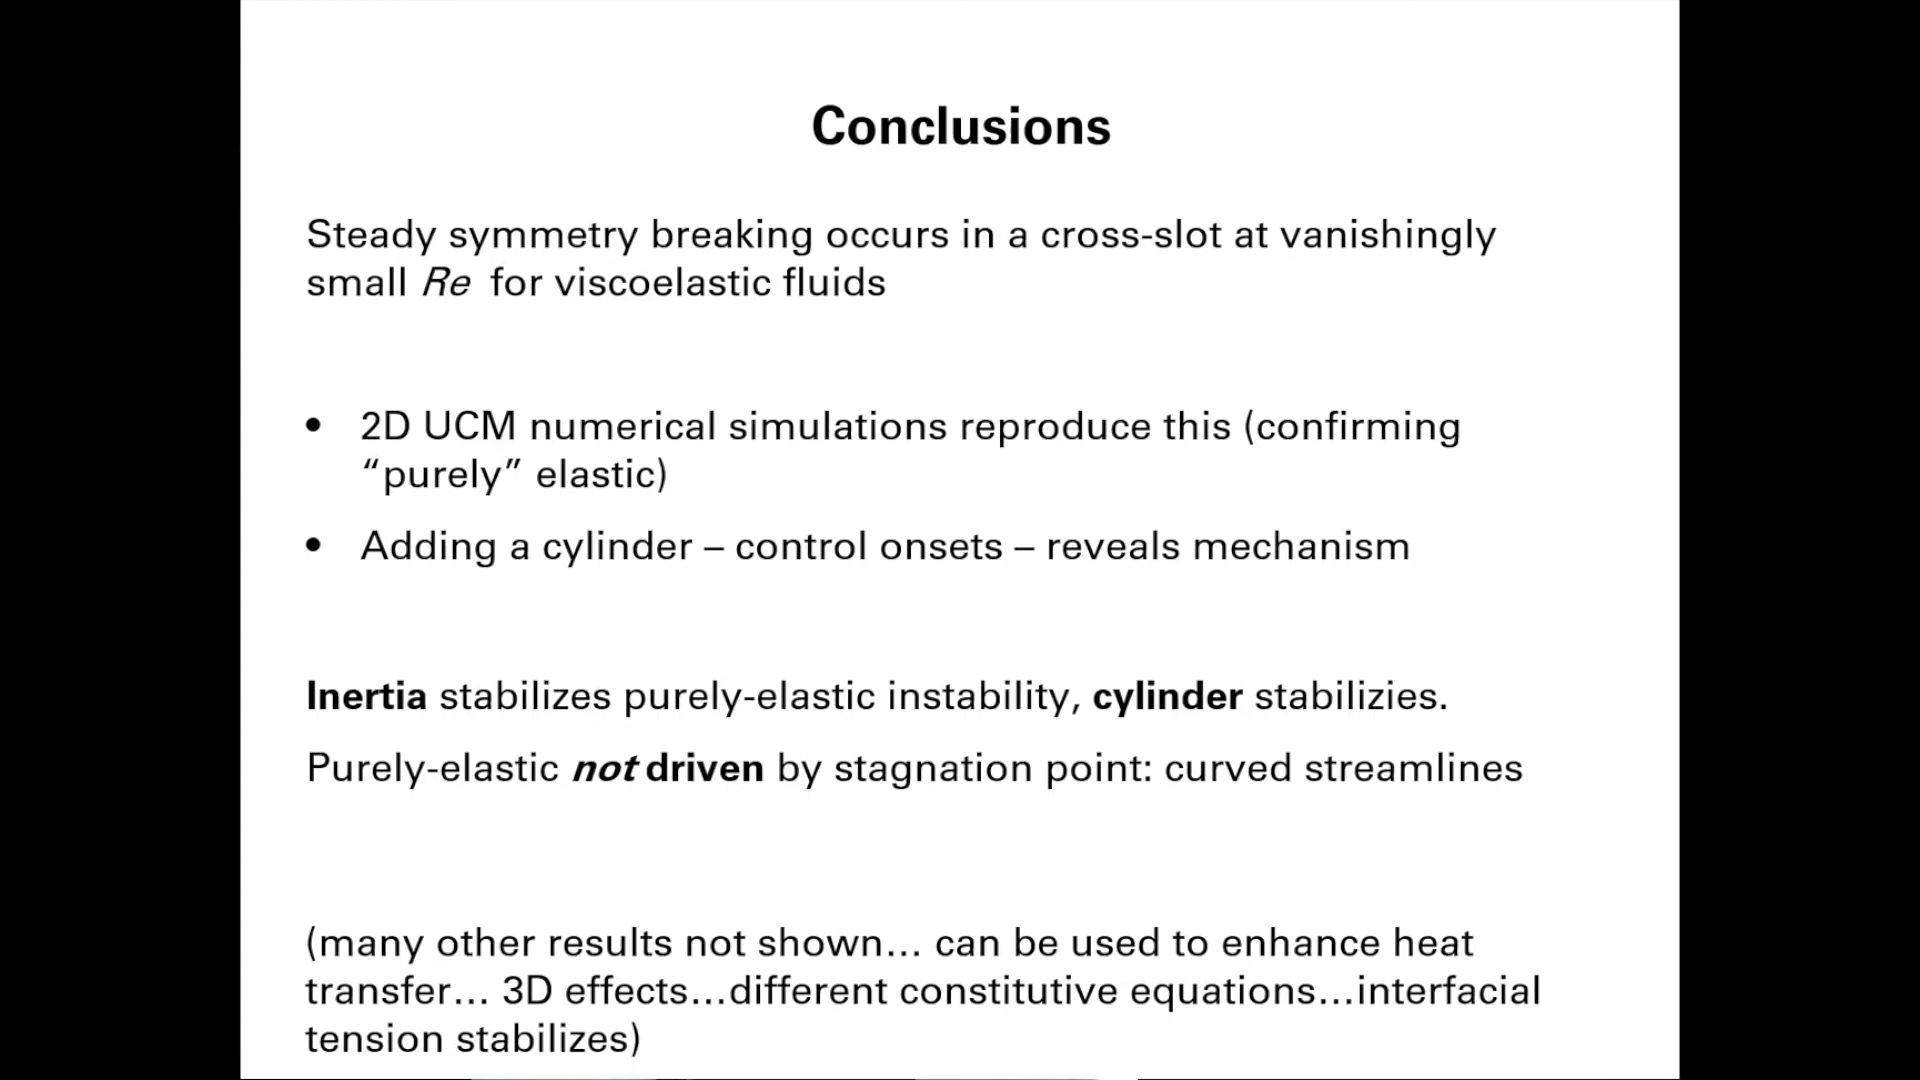 Conclusions
Steady symmetry breaking occurs in a cross-slot at vanishingly
small Re for viscoelastic fluids
• 2D UCM numerical simulations reproduce this (confirming
“purely” elastic)
• Adding a cylinder – control onsets – reveals mechanism
Inertia stabilizes purely-elastic instability, cylinder stabilizies.
Purely-elastic not driven by stagnation point: curved streamlines
(many other results not shown… can be used to enhance heat
transfer… 3D effects…different constitutive equations…interfacial
tension stabilizes)